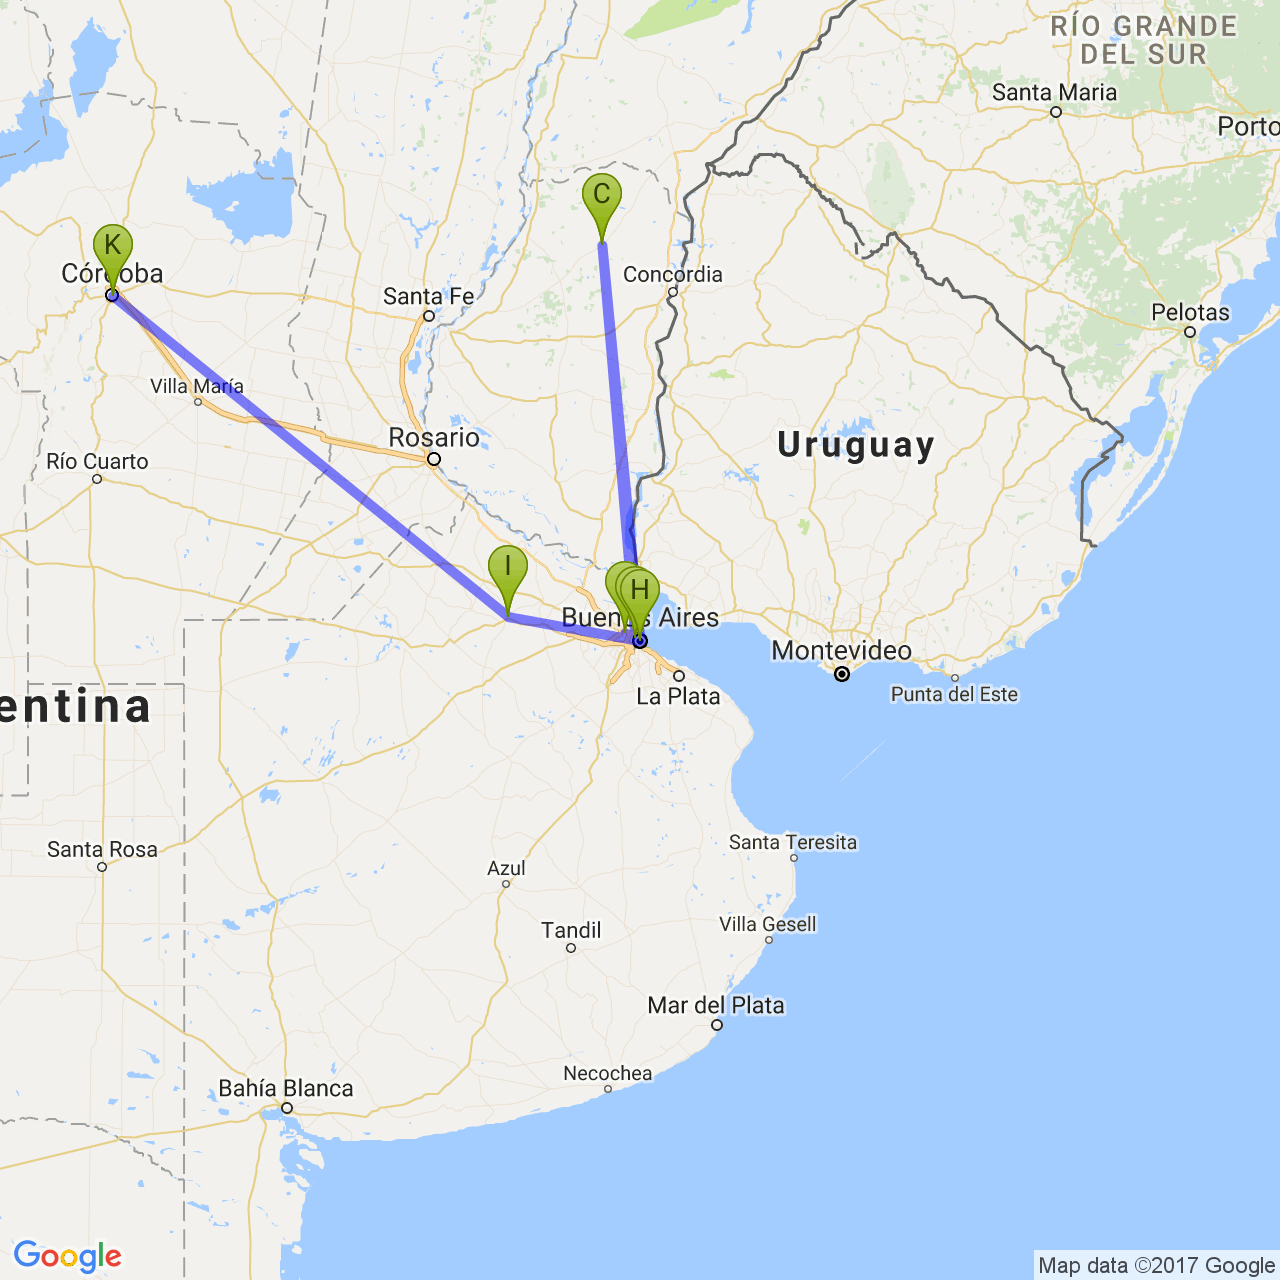 RÍO GRANDE
DEL SUR
Santa Maria
Porto
C
K
Córdoba
Concordia
Santa Fe
Pelotas
Villa María
Rosario
Uruguay
Río Cuarto
I
H
Buenos Aires
Montevideo
La Plata
Punta del Este
entina
Santa Teresita
Santa Rosa
Azul
Villa Gesell
Tandil
Mar del Plata
Necochea
Bahía Blanca
Google
Map data ©2017 Google